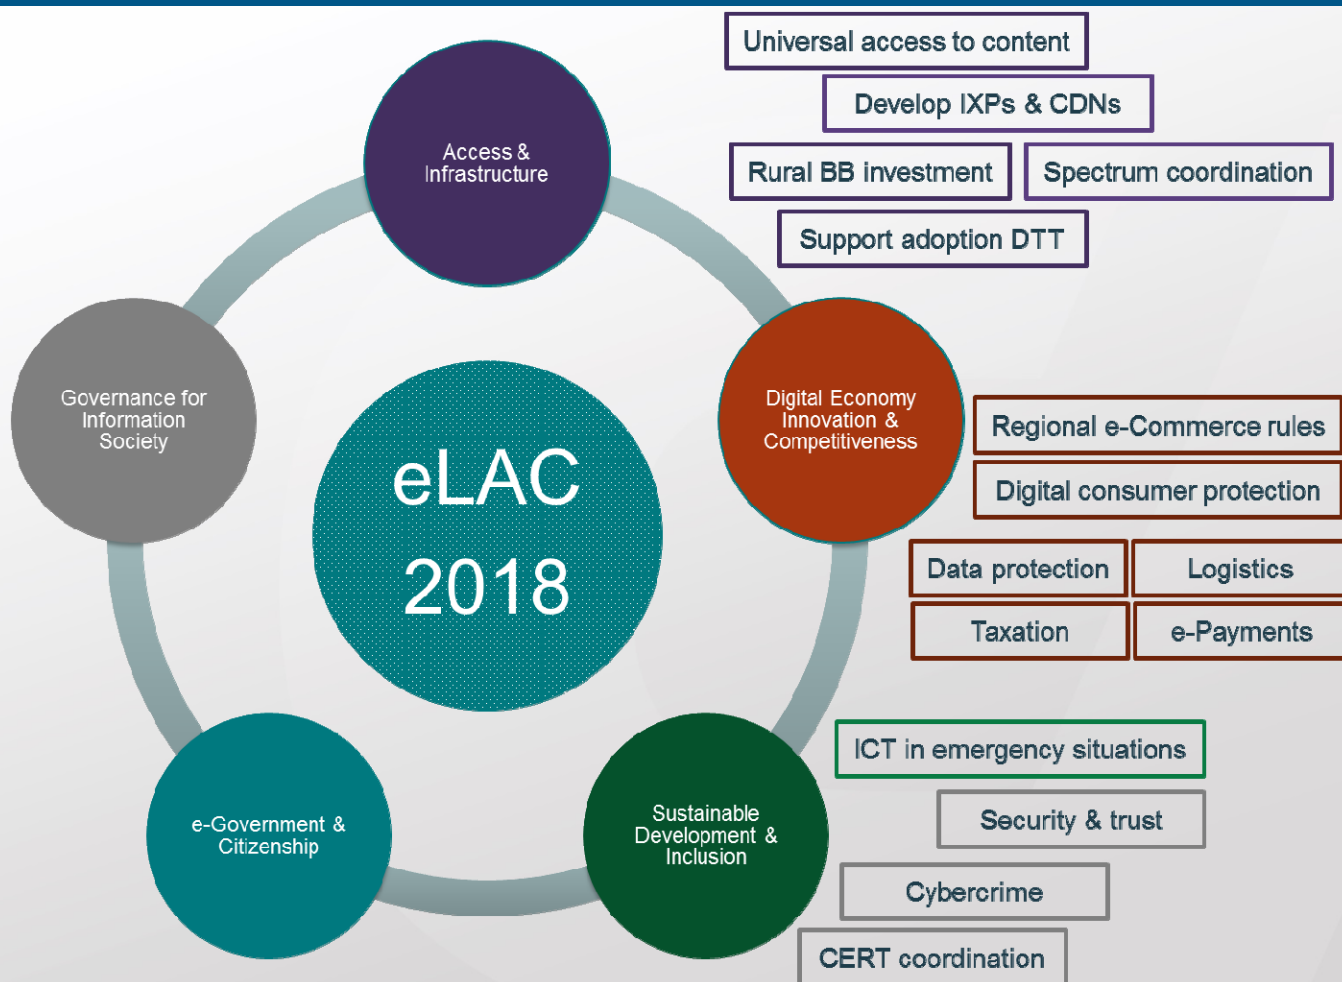 Universal access to content
Develop IXPs & CDNs
Access &
Infrastructure
Rural BB investment
Spectrum coordination
Support adoption DTT
Governance for
Information
Society
eLAC
2018
Digital Economy
Innovation &
Competitiveness
Regional e-Commerce rules
Digital consumer protection
Data protection
Logistics
Taxation
e-Payments
e-Government &
Citizenship
Sustainable
Development &
Inclusion
ICT in emergency situations
Security & trust
Cybercrime
CERT coordination